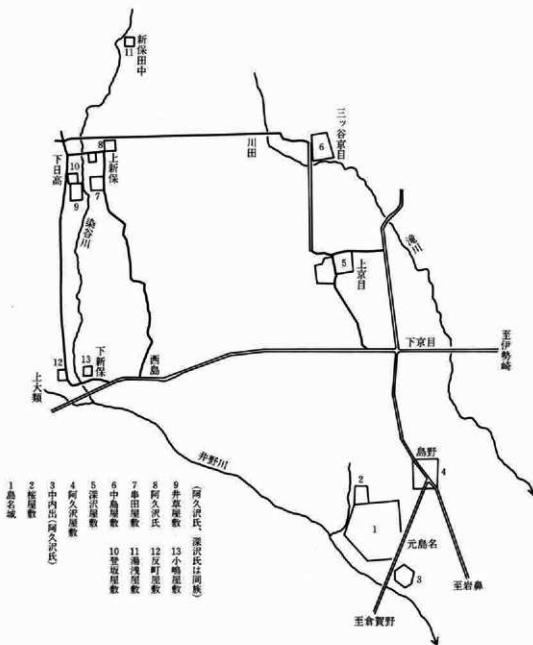 新保田中
11
三ッ谷京目
6
川田
8
上新保
下日高
10
7
9
染谷川
滝川
5
上京目
下京目
至伊勢崎
西島
下新保
12
13
上大類
井野川
島野
4
2
1
元島名
3
至岩鼻
至倉賀野
1 島名城
2 桜屋敷
3 中内出(阿久沢氏)
4 阿久沢屋敷
5 深沢屋敷
6 中島屋敷
7 串田屋敷
8 阿久沢氏
9 井草屋敷
10 登坂屋敷
11 湯浅屋敷
12 反町屋敷
13 小嶋屋敷
(阿久沢氏、深沢氏は同族)